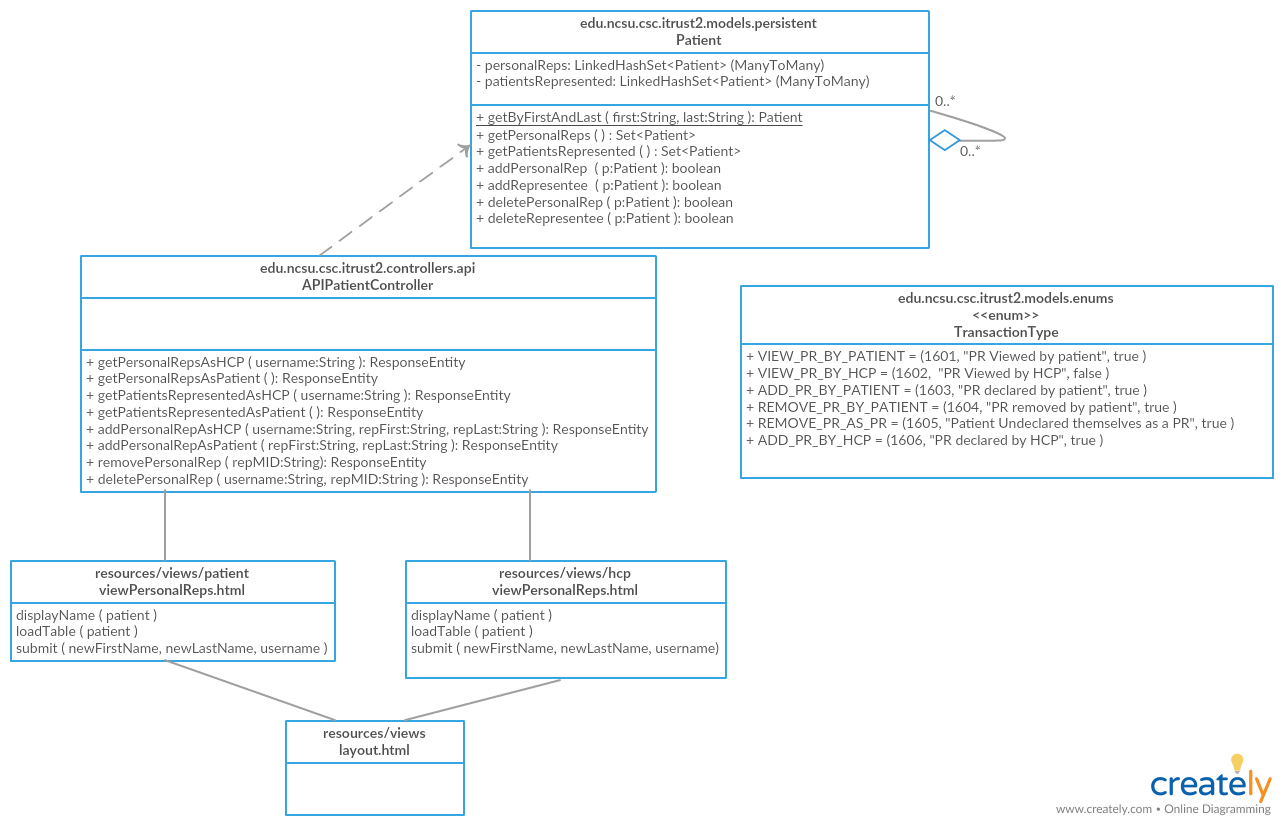 edu.ncsu.csc.itrust2.models.persistent
Patient
- personalReps: LinkedHashSet<Patient> (ManyToMany)
- patientsRepresented: LinkedHashSet<Patient> (ManyToMany)
+ getByFirstAndLast ( first:String, last:String ): Patient
+ getPersonalReps ( ) : Set<Patient>
+ getPatientsRepresented ( ) : Set<Patient>
+ addPersonalRep  ( p:Patient ): boolean
+ addRepresentee  ( p:Patient ): boolean
+ deletePersonalRep ( p:Patient ): boolean
+ deleteRepresentee ( p:Patient ): boolean
0..*
0..*
edu.ncsu.csc.itrust2.controllers.api
APIPatientController
+ getPersonalRepsAsHCP ( username:String ): ResponseEntity
+ getPersonalRepsAsPatient ( ): ResponseEntity
+ getPatientsRepresentedAsHCP ( username:String ): ResponseEntity
+ getPatientsRepresentedAsPatient ( ): ResponseEntity
+ addPersonalRepAsHCP ( username:String, repFirst:String, repLast:String ): ResponseEntity
+ addPersonalRepAsPatient ( repFirst:String, repLast:String ): ResponseEntity
+ removePersonalRep ( repMID:String): ResponseEntity
+ deletePersonalRep ( username:String, repMID:String ): ResponseEntity
edu.ncsu.csc.itrust2.models.enums
<<enum>>
TransactionType
+ VIEW_PR_BY_PATIENT = (1601, "PR Viewed by patient", true )
+ VIEW_PR_BY_HCP = (1602,  "PR Viewed by HCP", false )
+ ADD_PR_BY_PATIENT = (1603, "PR declared by patient", true )
+ REMOVE_PR_BY_PATIENT = (1604, "PR removed by patient", true )
+ REMOVE_PR_AS_PR = (1605, "Patient Undeclared themselves as a PR", true )
+ ADD_PR_BY_HCP = (1606, "PR declared by HCP", true )
resources/views/patient
viewPersonalReps.html
displayName ( patient )
loadTable ( patient )
submit ( newFirstName, newLastName, username )
resources/views/hcp
viewPersonalReps.html
displayName ( patient )
loadTable ( patient )
submit ( newFirstName, newLastName, username)
resources/views
layout.html
creately
www.creately.com • Online Diagramming